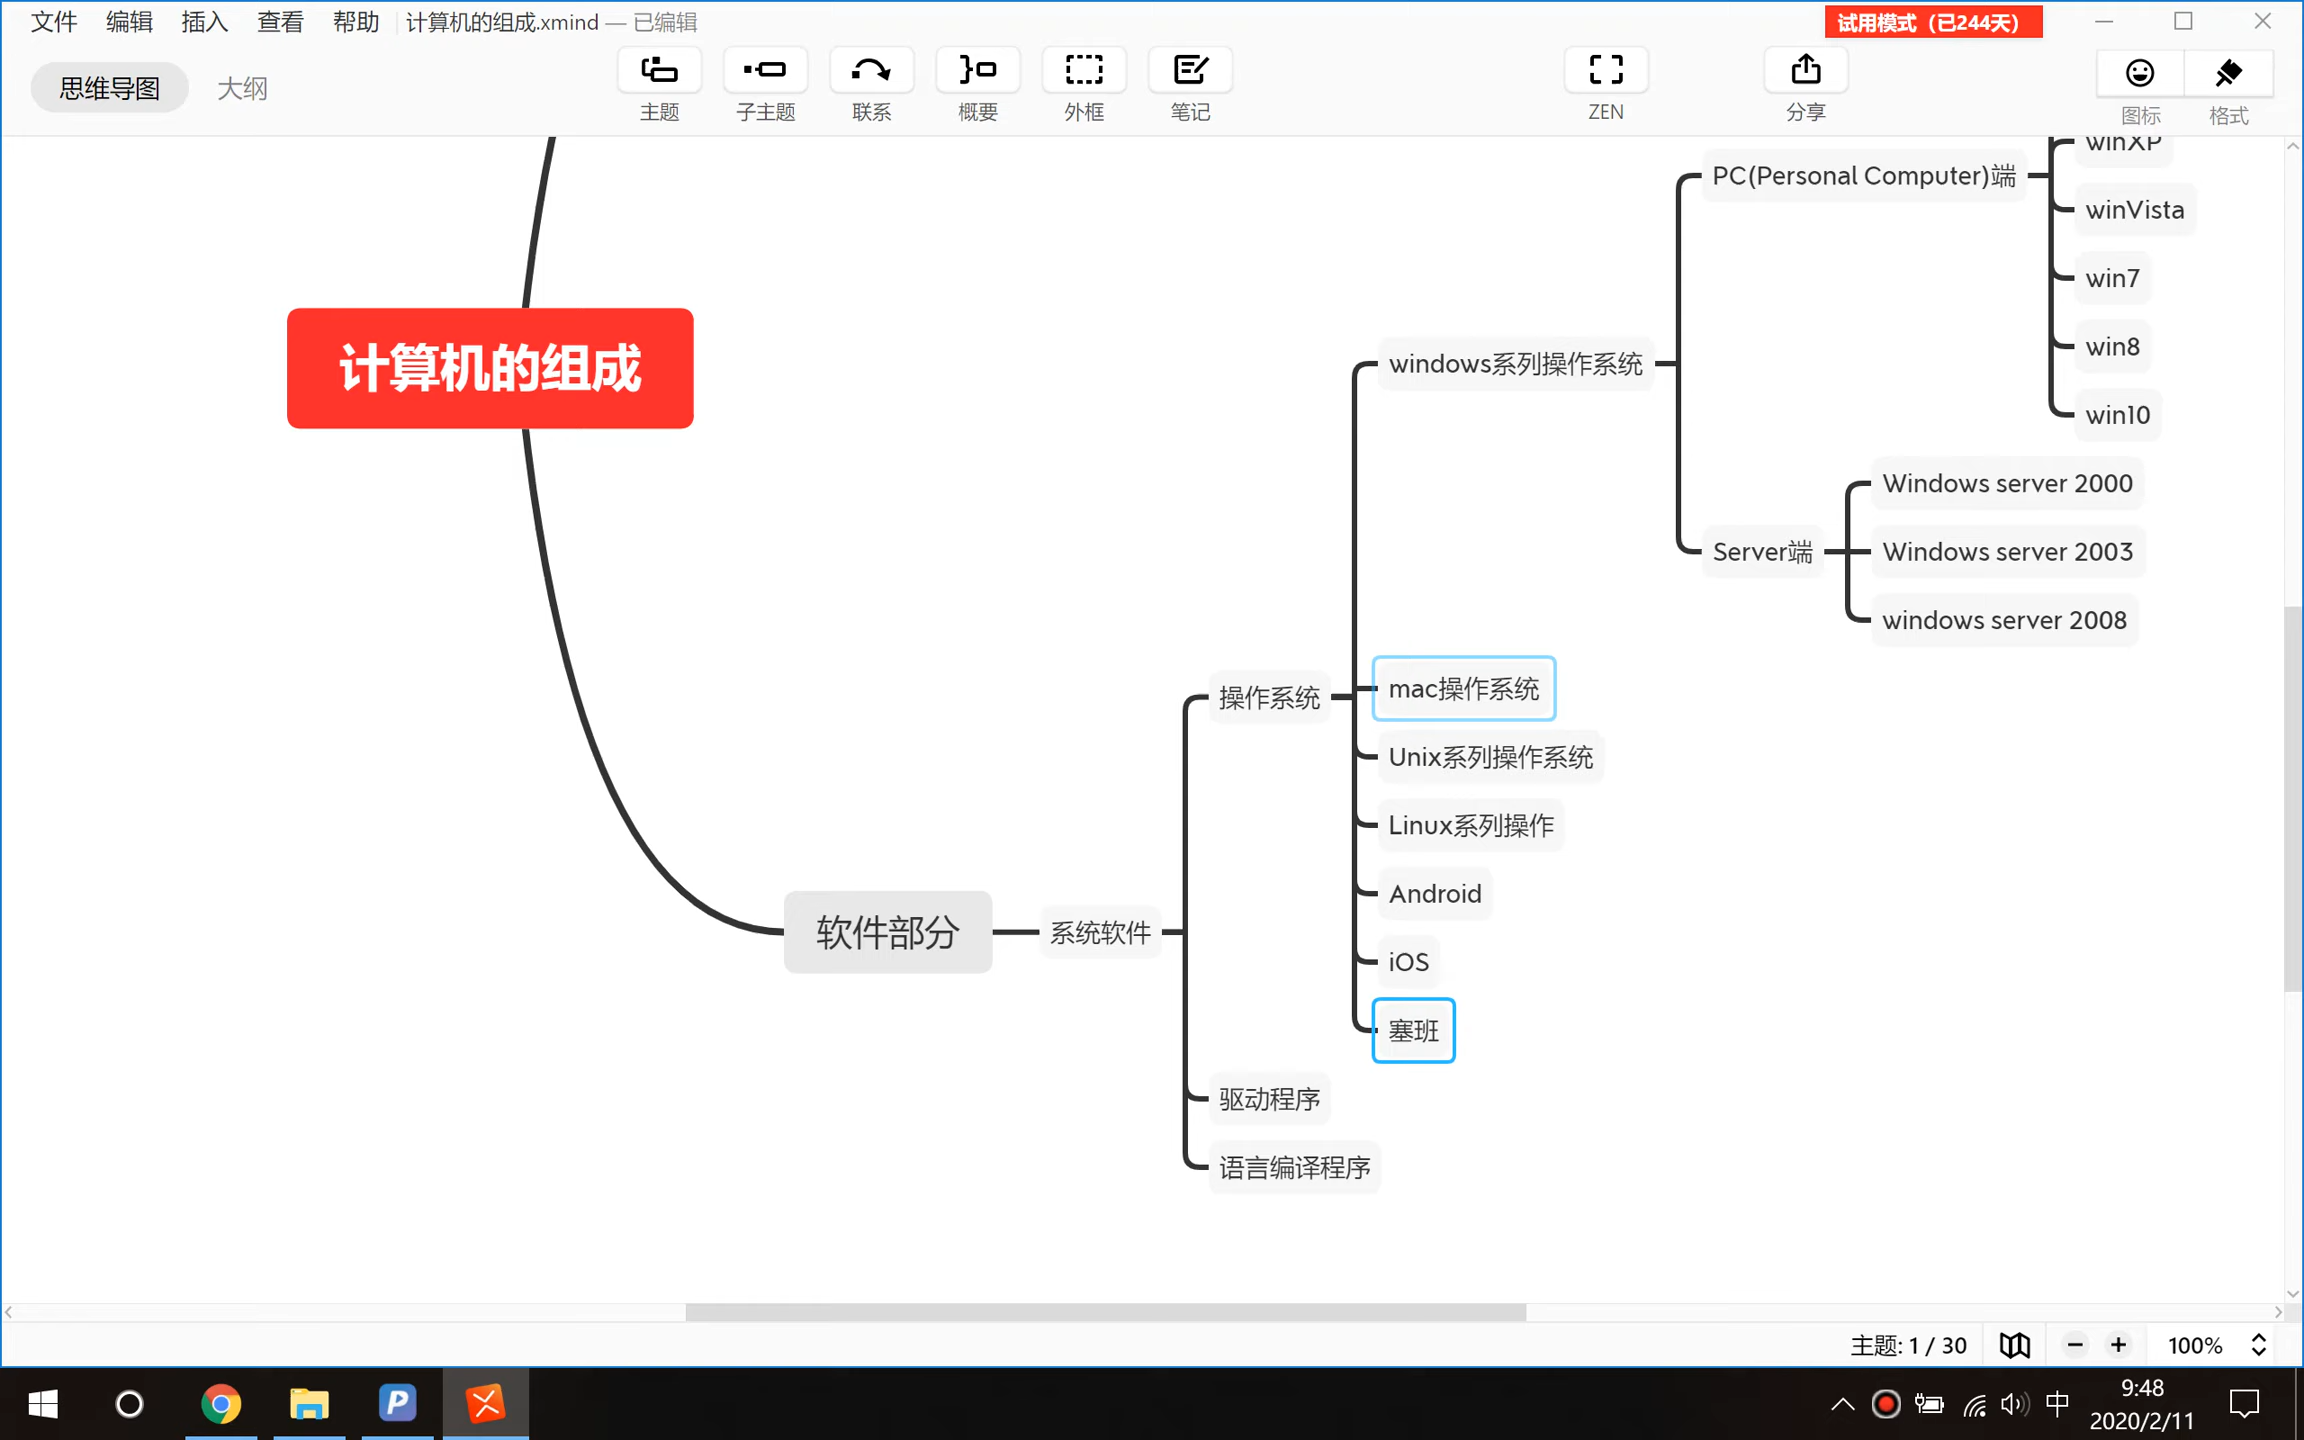 文件 编辑 插入 查看 帮助 计算机的组成.xmind — 已编辑 试用模式（已244天）
思维导图 大纲 主题 子主题 联系 概要 外框 笔记 ZEN 分享 图标 格式
计算机的组成
软件部分
系统软件
操作系统
windows系列操作系统
PC(Personal Computer)端
winXP
winVista
win7
win8
win10
Server端
Windows server 2000
Windows server 2003
windows server 2008
mac操作系统
Unix系列操作系统
Linux系列操作
Android
iOS
塞班
驱动程序
语言编译程序
主题: 1 / 30 100%
中 9:48
2020/2/11